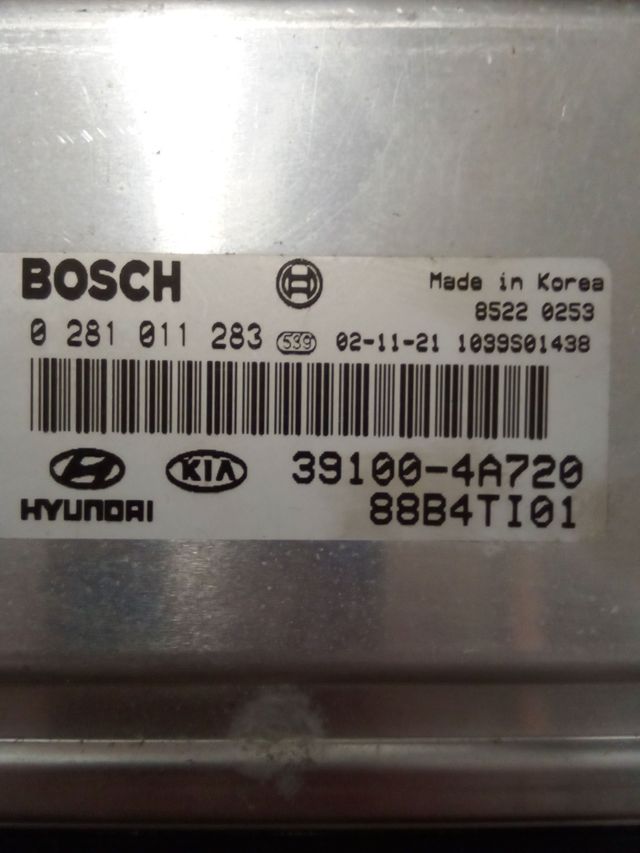 BOSCH
Made in Korea
8522 0253
0 281 011 283 539 02-11-21 1039S01438
KIA 39100-4A720
HYUNDAI 88B4TI01